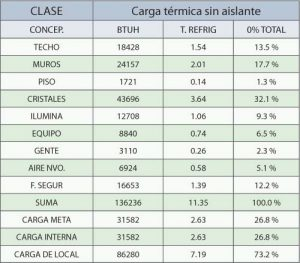 CLASE Carga térmica sin aislante
CONCEP. BTUH T. REFRIG 0% TOTAL
TECHO 18428 1.54 13.5 %
MUROS 24157 2.01 17.7 %
PISO 1721 0.14 1.3 %
CRISTALES 43696 3.64 32.1 %
ILUMINA 12708 1.06 9.3 %
EQUIPO 8840 0.74 6.5 %
GENTE 3110 0.26 2.3 %
AIRE NVO. 6924 0.58 5.1 %
F. SEGUR 16653 1.39 12.2 %
SUMA 136236 11.35 100.0 %
CARGA META 31582 2.63 26.8 %
CARGA INTERNA 31582 2.63 26.8 %
CARGA DE LOCAL 86280 7.19 73.2 %